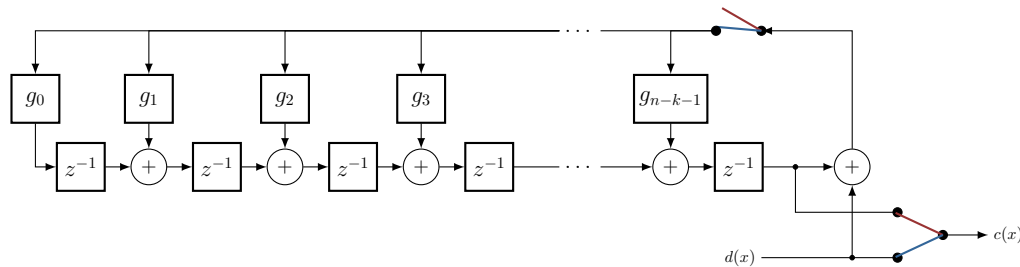 · · ·
g₀ g₁ g₂ g₃ gₙ₋ₖ₋₁
z⁻¹ + z⁻¹ + z⁻¹ + z⁻¹ · · · + z⁻¹ +
c(x)
d(x)